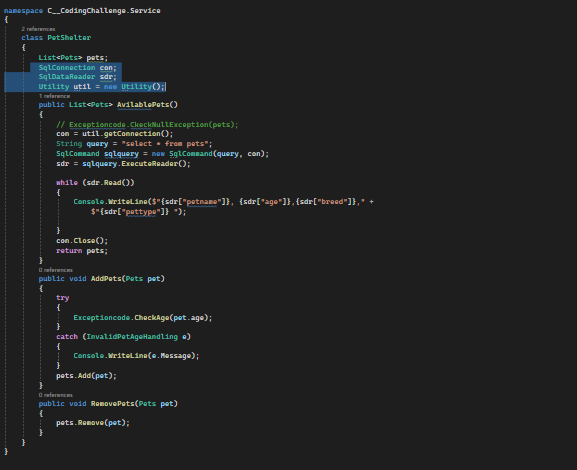 namespace C__CodingChallenge.Service
{
2 references
class PetShelter
{
List<Pets> pets;
SqlConnection con;
SqlDataReader sdr;
Utility util = new Utility();
1 reference
public List<Pets> AvilablePets()
{
// Exceptioncode.CkeckNullException(pets);
con = util.getConnection();
String query = "select * from pets";
SqlCommand sqlquery = new SqlCommand(query, con);
sdr = sqlquery.ExecuteReader();
while (sdr.Read())
{
Console.WriteLine($"{sdr["petname"]}, {sdr["age"]},{sdr["breed"]}," +
$"{sdr["pettype"]} ");
}
con.Close();
return pets;
}
0 references
public void AddPets(Pets pet)
{
try
{
Exceptioncode.CheckAge(pet.age);
}
catch (InvalidPetAgeHandling e)
{
Console.WriteLine(e.Message);
}
pets.Add(pet);
}
0 references
public void RemovePets(Pets pet)
{
pets.Remove(pet);
}
}
}